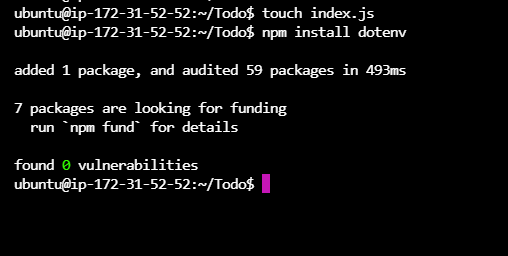 ubuntu@ip-172-31-52-52:~/Todo$ touch index.js
ubuntu@ip-172-31-52-52:~/Todo$ npm install dotenv
added 1 package, and audited 59 packages in 493ms
7 packages are looking for funding
  run `npm fund` for details
found 0 vulnerabilities
ubuntu@ip-172-31-52-52:~/Todo$